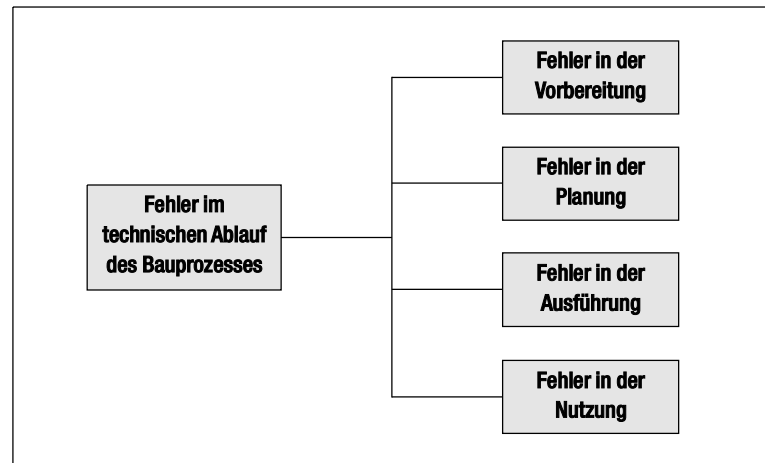 Fehler im
technischen Ablauf
des Bauprozesses
Fehler in der
Vorbereitung
Fehler in der
Planung
Fehler in der
Ausführung
Fehler in der
Nutzung